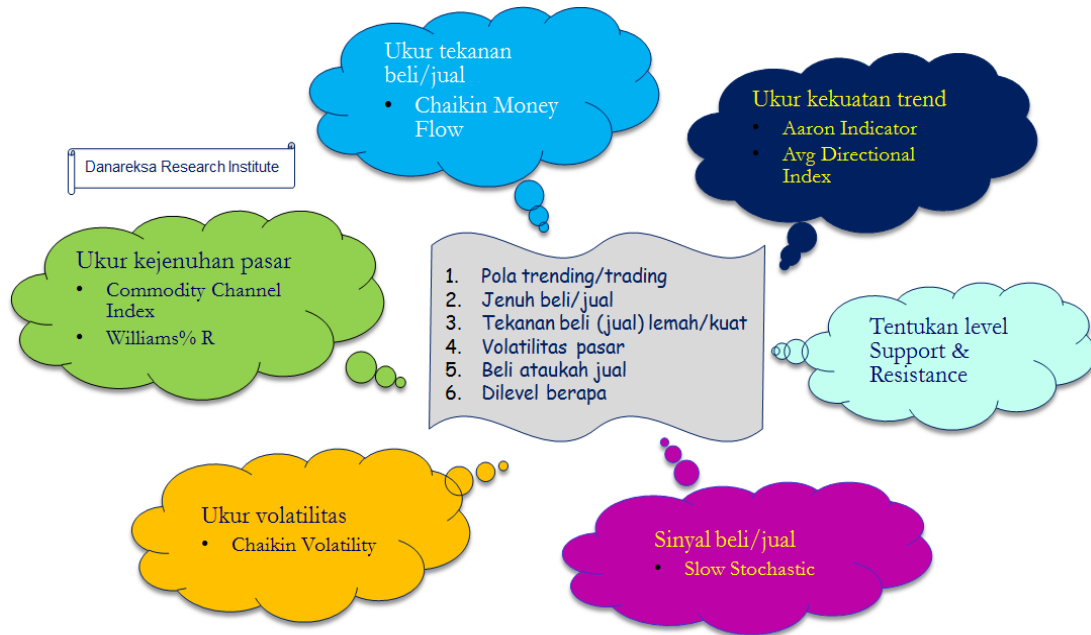 Ukur tekanan
beli/jual
• Chaikin Money
Flow
Ukur kekuatan trend
• Aaron Indicator
• Avg Directional
Index
Danareksa Research Institute
Ukur kejenuhan pasar
• Commodity Channel
Index
• Williams% R
1. Pola trending/trading
2. Jenuh beli/jual
3. Tekanan beli (jual) lemah/kuat
4. Volatilitas pasar
5. Beli ataukah jual
6. Dilevel berapa
Tentukan level
Support &
Resistance
Ukur volatilitas
• Chaikin Volatility
Sinyal beli/jual
• Slow Stochastic